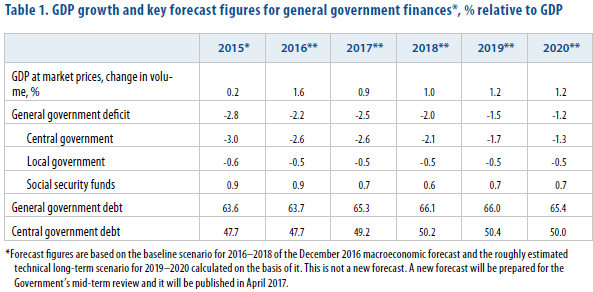 Table 1. GDP growth and key forecast figures for general government finances*, % relative to GDP
2015* 2016** 2017** 2018** 2019** 2020**
GDP at market prices, change in volu-
me, % 0.2 1.6 0.9 1.0 1.2 1.2
General government deficit -2.8 -2.2 -2.5 -2.0 -1.5 -1.2
Central government -3.0 -2.6 -2.6 -2.1 -1.7 -1.3
Local government -0.6 -0.5 -0.5 -0.5 -0.5 -0.5
Social security funds 0.9 0.9 0.7 0.6 0.7 0.7
General government debt 63.6 63.7 65.3 66.1 66.0 65.4
Central government debt 47.7 47.7 49.2 50.2 50.4 50.0
*Forecast figures are based on the baseline scenario for 2016–2018 of the December 2016 macroeconomic forecast and the roughly estimated
technical long-term scenario for 2019–2020 calculated on the basis of it. This is not a new forecast. A new forecast will be prepared for the
Government's mid-term review and it will be published in April 2017.